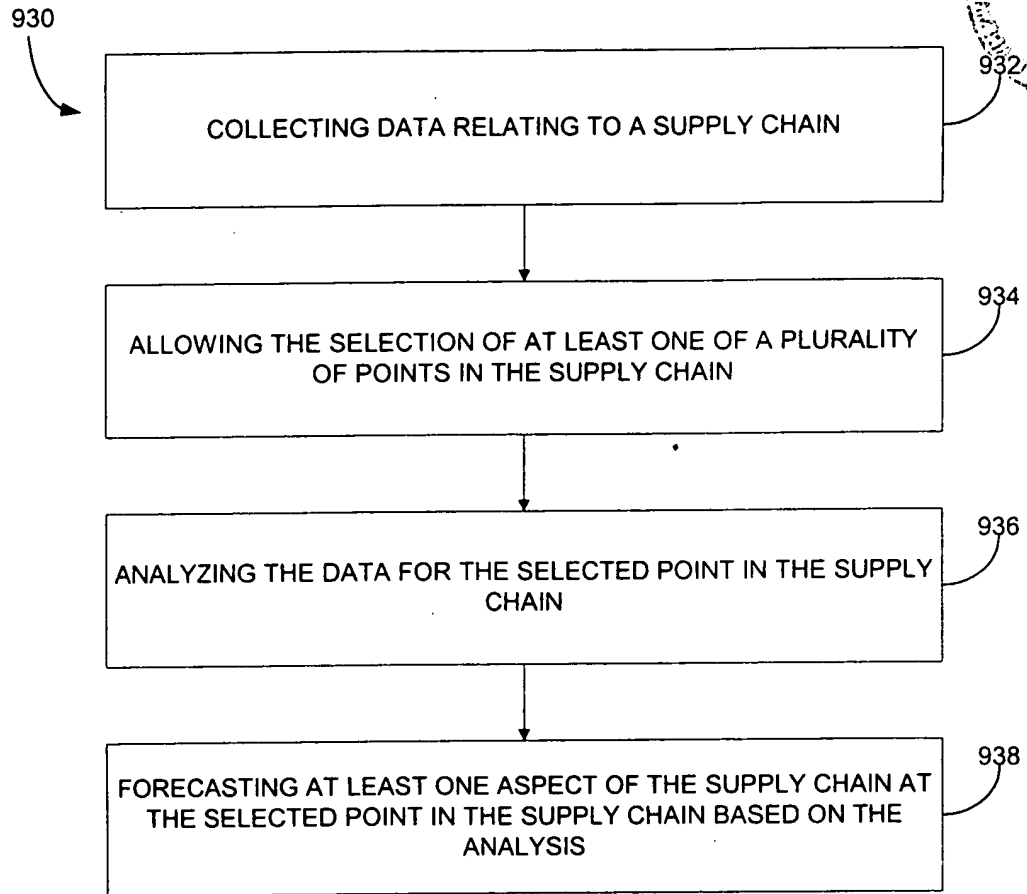 930
932
COLLECTING DATA RELATING TO A SUPPLY CHAIN
934
ALLOWING THE SELECTION OF AT LEAST ONE OF A PLURALITY
OF POINTS IN THE SUPPLY CHAIN
936
ANALYZING THE DATA FOR THE SELECTED POINT IN THE SUPPLY
CHAIN
938
FORECASTING AT LEAST ONE ASPECT OF THE SUPPLY CHAIN AT
THE SELECTED POINT IN THE SUPPLY CHAIN BASED ON THE
ANALYSIS